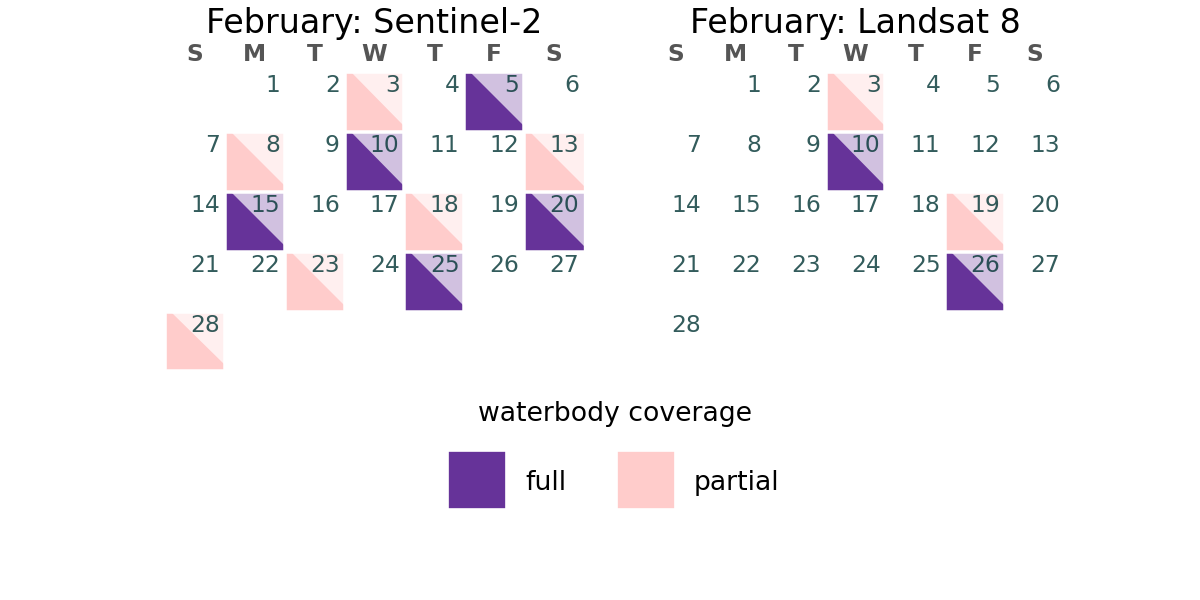 February: Sentinel-2
S M T W T F S
1 2 3 4 5 6
7 8 9 10 11 12 13
14 15 16 17 18 19 20
21 22 23 24 25 26 27
28
February: Landsat 8
S M T W T F S
1 2 3 4 5 6
7 8 9 10 11 12 13
14 15 16 17 18 19 20
21 22 23 24 25 26 27
28
waterbody coverage
full partial